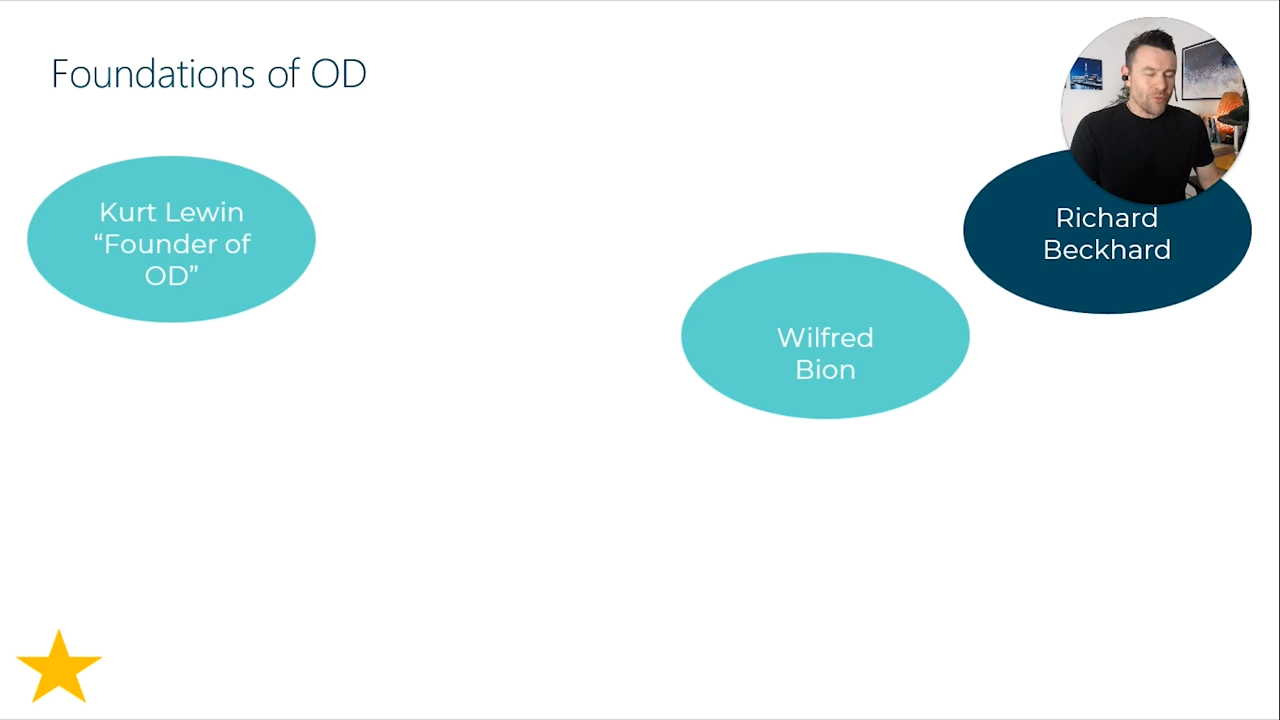 Foundations of OD
Kurt Lewin
“Founder of
OD”
Wilfred
Bion
Richard
Beckhard